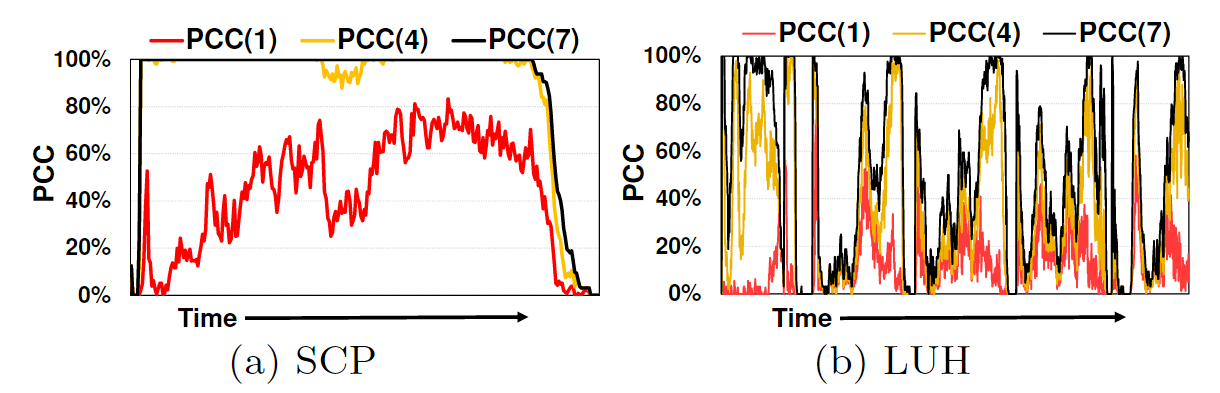 PCC(1) PCC(4) PCC(7)
100%
80%
60%
40%
20%
0%
PCC
Time
(a) SCP
PCC(1) PCC(4) PCC(7)
100%
80%
60%
40%
20%
0%
PCC
Time
(b) LUH